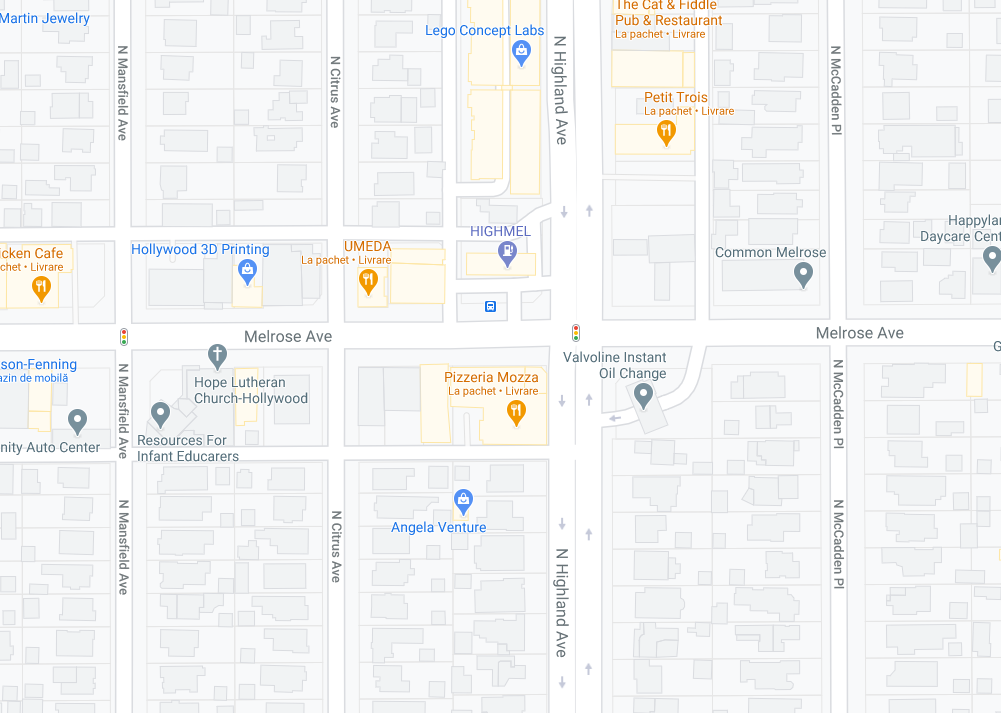 Martin Jewelry
The Cat & Fiddle
Pub & Restaurant
La pachet • Livrare
Lego Concept Labs
N Mansfield Ave
N Citrus Ave
N Highland Ave
N McCadden Pl
Petit Trois
La pachet • Livrare
HIGHMEL
Happylan
Daycare Cent
icken Cafe
chet • Livrare
Hollywood 3D Printing
UMEDA
La pachet • Livrare
Common Melrose
Melrose Ave
Melrose Ave
G
son-Fenning
azin de mobilă
Hope Lutheran
Church-Hollywood
Pizzeria Mozza
La pachet • Livrare
Valvoline Instant
Oil Change
N Mansfield Ave
N McCadden Pl
nity Auto Center
Resources For
Infant Educarers
Angela Venture
N Mansfield Ave
N Citrus Ave
N Highland Ave
N McCadden Pl